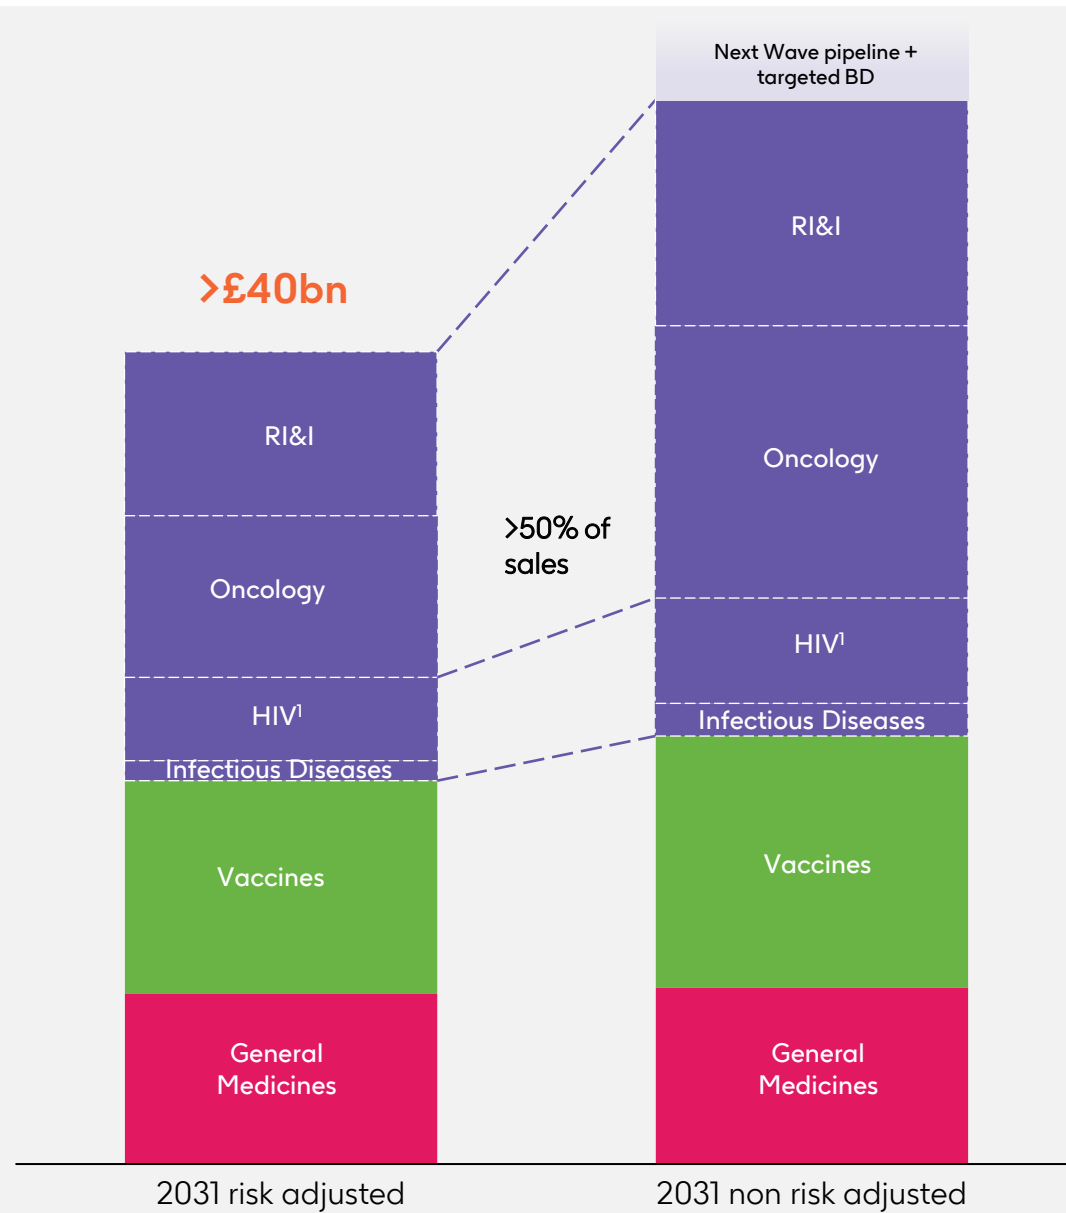 Next Wave pipeline +
targeted BD
RI&I
>£40bn
RI&I
Oncology
>50% of
sales
Oncology
HIV¹
HIV¹
Infectious Diseases
Infectious Diseases
Vaccines
Vaccines
General
Medicines
General
Medicines
2031 risk adjusted
2031 non risk adjusted